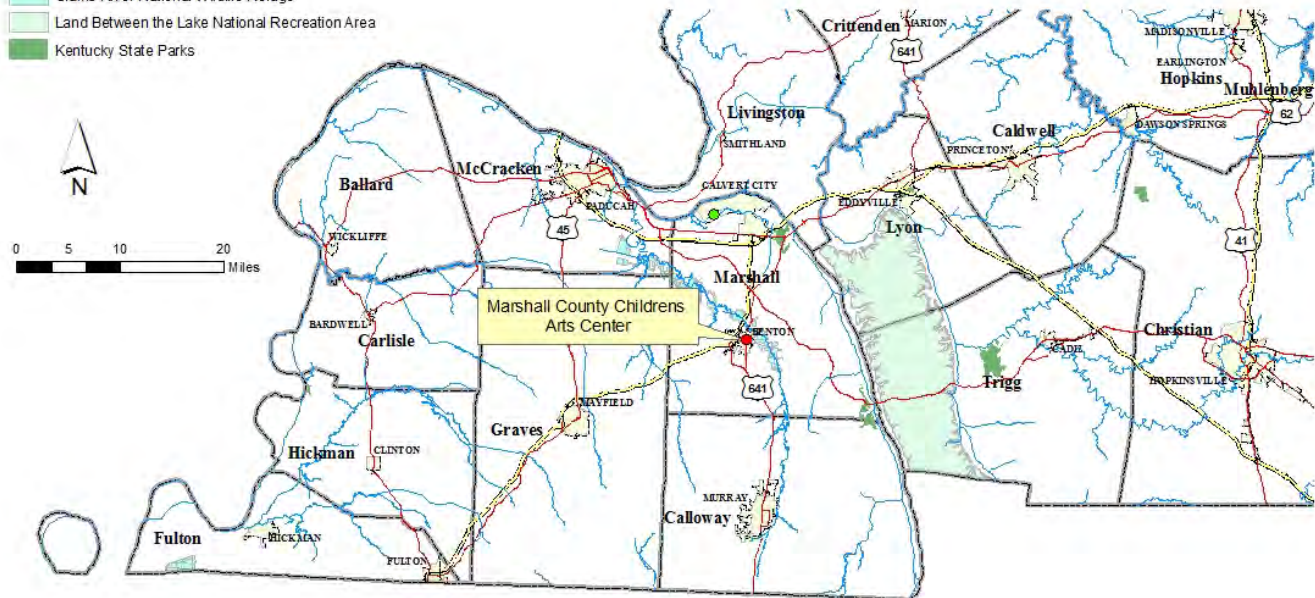 Land Between the Lake National Recreation Area
Kentucky State Parks
N
0 5 10 20
Miles
Crittenden
MARION
641
MADISONVILLE
EARLINGTON
Hopkins
Muhlenberg
62
Livingston
SMITHLAND
Caldwell
DAWSON SPRINGS
PRINCETON
McCracken
Ballard
CALVERT CITY
PADUCAH
EDDYVILLE
45
WICKLIFFE
Lyon
41
Marshall
Marshall County Childrens
Arts Center
BENTON
BARDWELL
Carlisle
Christian
CADIZ
Trigg
HOPKINSVILLE
641
MAYFIELD
Graves
Hickman
CLINTON
MURRAY
Calloway
Fulton
HICKMAN
FULTON